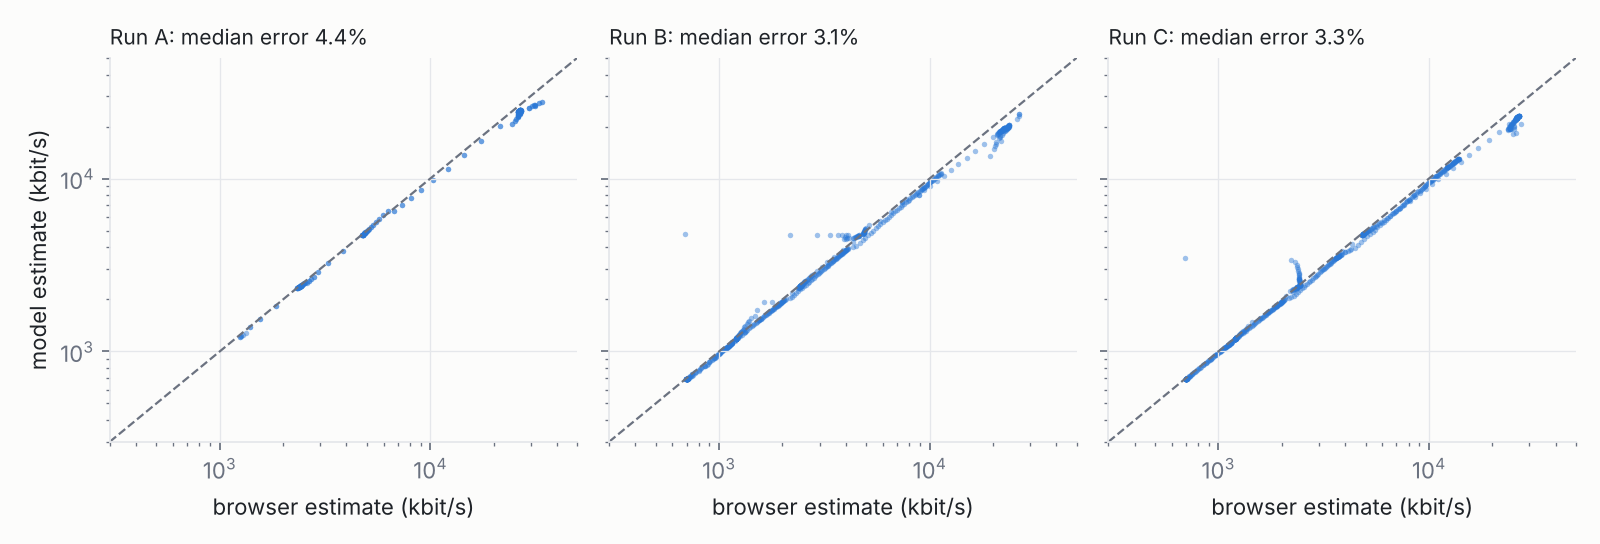 Run A: median error 4.4%
Run B: median error 3.1%
Run C: median error 3.3%
model estimate (kbit/s)
10⁴
10³
10³ 10⁴
10³ 10⁴
10³ 10⁴
browser estimate (kbit/s)
browser estimate (kbit/s)
browser estimate (kbit/s)